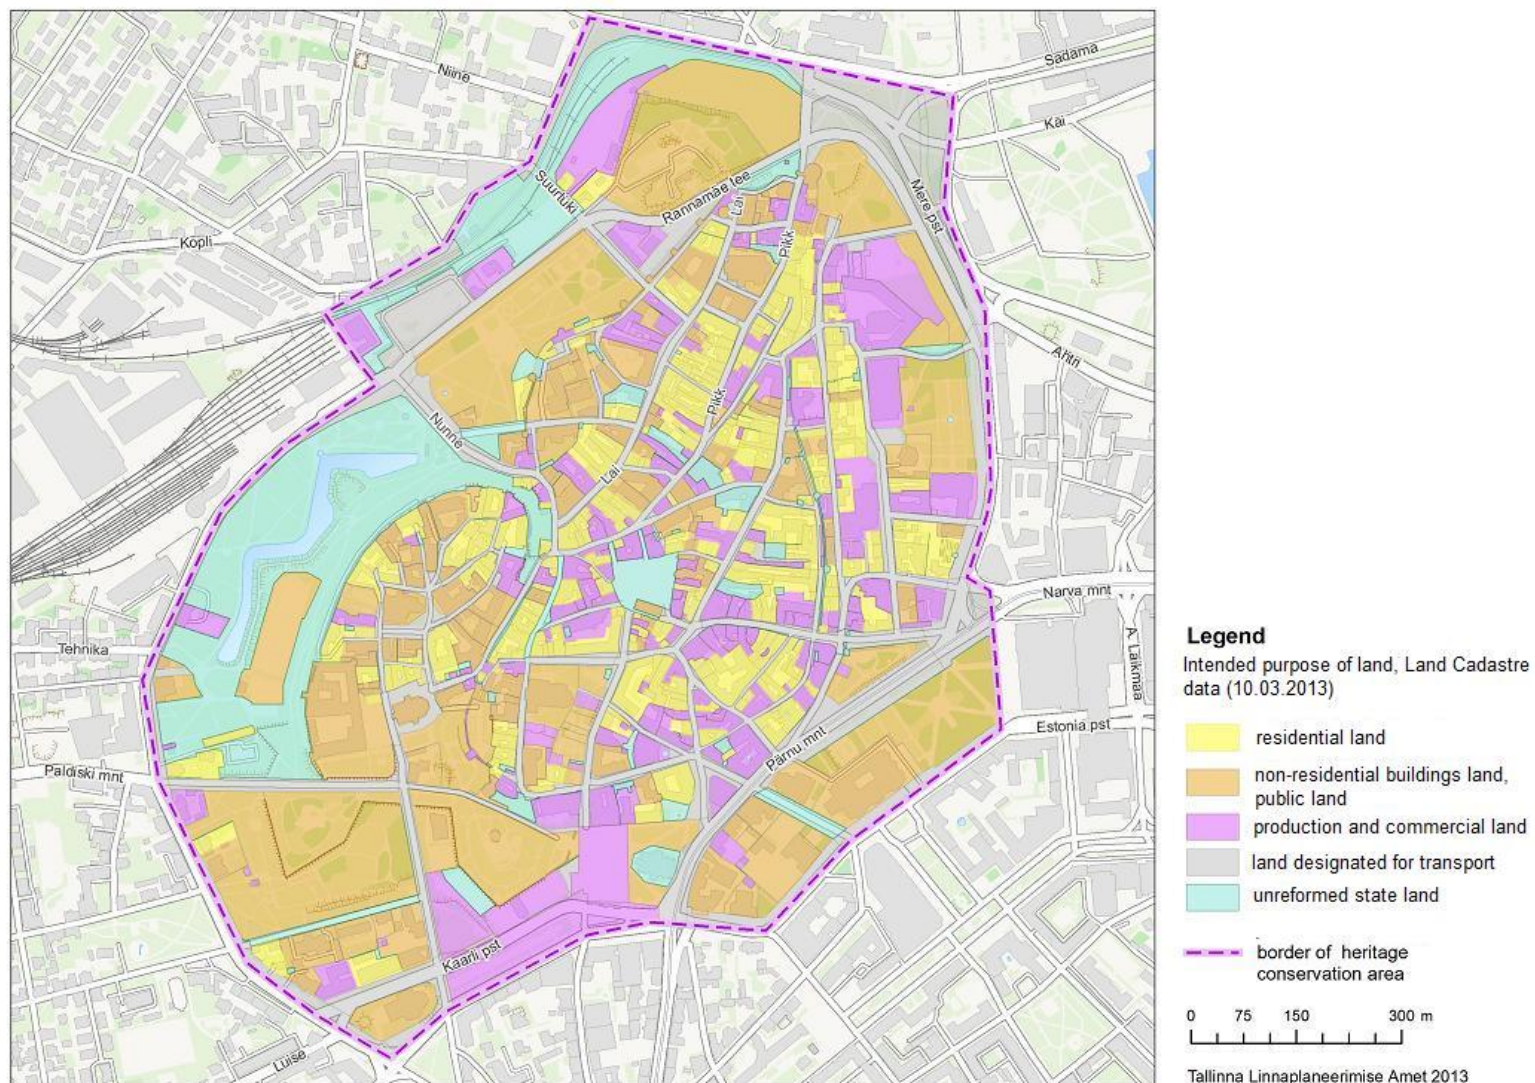 Sadama
Niine
Kai
Suurtüki
Rannamäe tee
Lai
Mere pst
Kopli
Pikk
Ahtri
Pikk
Nunne
Lai
Narva mnt
Tehnika
A. Laikmaa
Estonia pst
Pärnu mnt
Paldiski mnt
Kaarli pst
Luise
Legend
Intended purpose of land, Land Cadastre
data (10.03.2013)
residential land
non-residential buildings land,
public land
production and commercial land
land designated for transport
unreformed state land
border of heritage
conservation area
0 75 150 300 m
Tallinna Linnaplaneerimise Amet 2013